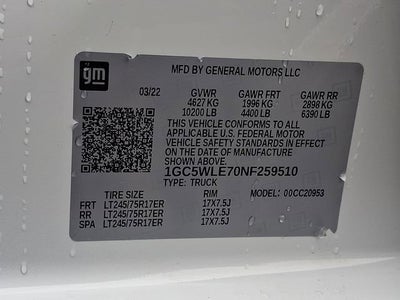 gm
MFD BY GENERAL MOTORS LLC
03/22 GVWR GAWR FRT GAWR RR
4627 KG 1996 KG 2898 KG
10200 LB 4400 LB 6390 LB
THIS VEHICLE CONFORMS TO ALL
APPLICABLE U.S. FEDERAL MOTOR
VEHICLE SAFETY STANDARDS IN EFFECT
ON THE DATE OF MANUFACTURE SHOWN ABOVE.
1GC5WLE70NF259510
TYPE: TRUCK MODEL: 00CC20953
TIRE SIZE RIM
FRT LT245/75R17ER 17X7.5J
RR LT245/75R17ER 17X7.5J
SPA LT245/75R17ER 17X7.5J